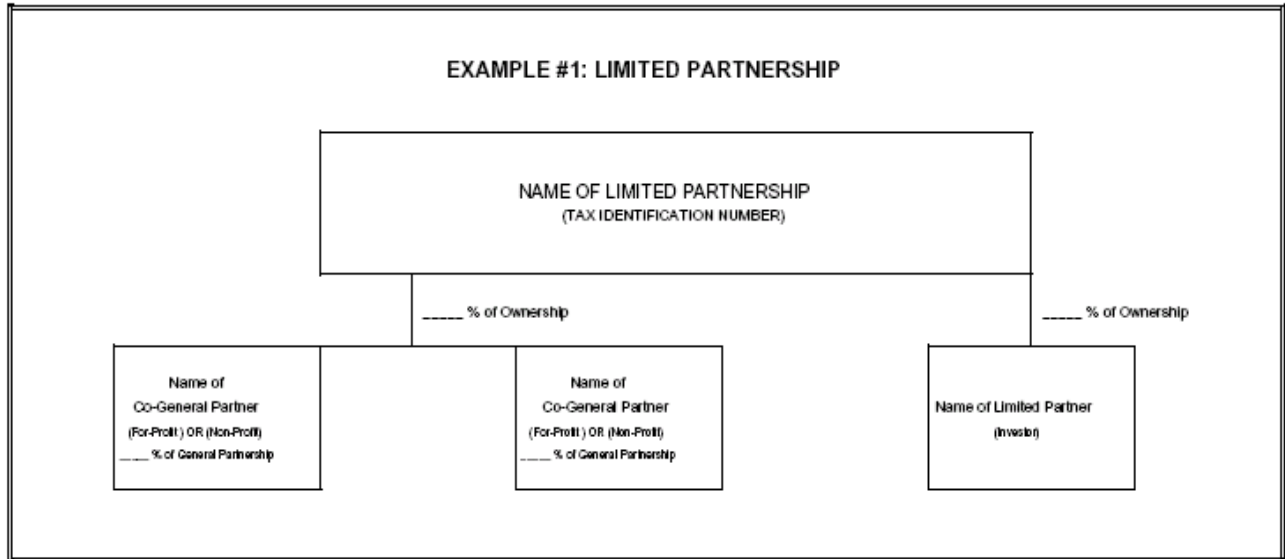 EXAMPLE #1: LIMITED PARTNERSHIP
NAME OF LIMITED PARTNERSHIP
(TAX IDENTIFICATION NUMBER)
_____ % of Ownership
_____ % of Ownership
Name of
Co-General Partner
(For-Profit ) OR (Non-Profit)
_____ % of General Partnership
Name of
Co-General Partner
(For-Profit ) OR (Non-Profit)
_____ % of General Partnership
Name of Limited Partner
(Investor)